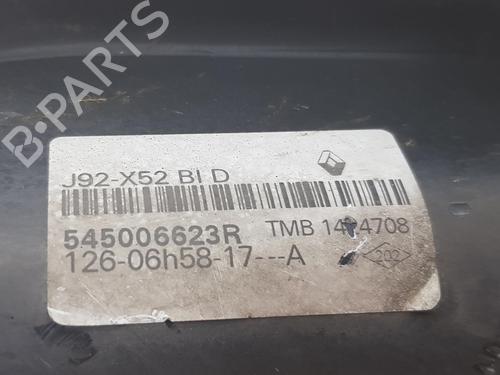 B-PARTS
J92-X52 BI D
545006623R TMB 1414708
126-06h58-17---A
202